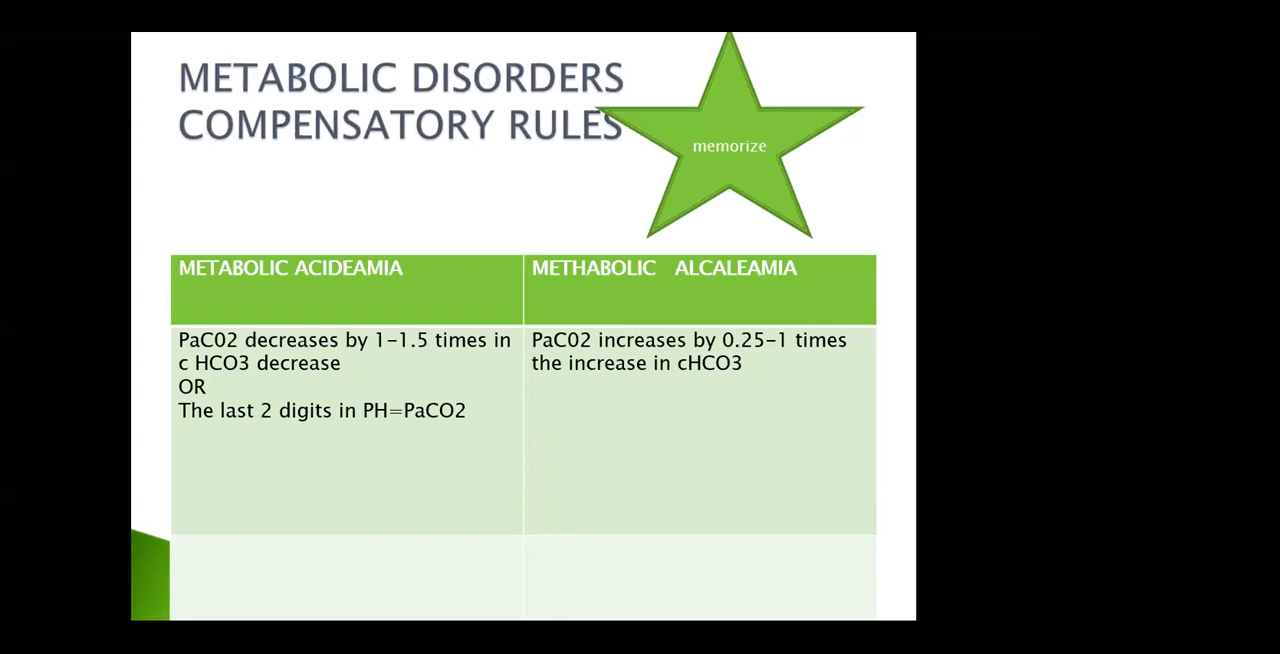 METABOLIC DISORDERS
COMPENSATORY RULES
memorize
METABOLIC ACIDEAMIA
METHABOLIC ALCALEAMIA
PaC02 decreases by 1-1.5 times in
c HCO3 decrease
OR
The last 2 digits in PH=PaCO2
PaC02 increases by 0.25-1 times
the increase in cHCO3